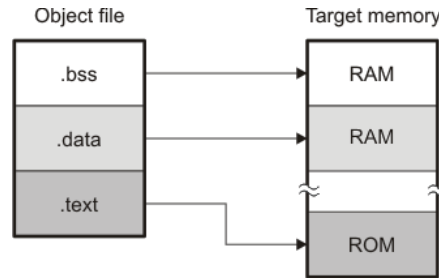 Object file
Target memory
.bss
RAM
.data
RAM
.text
ROM